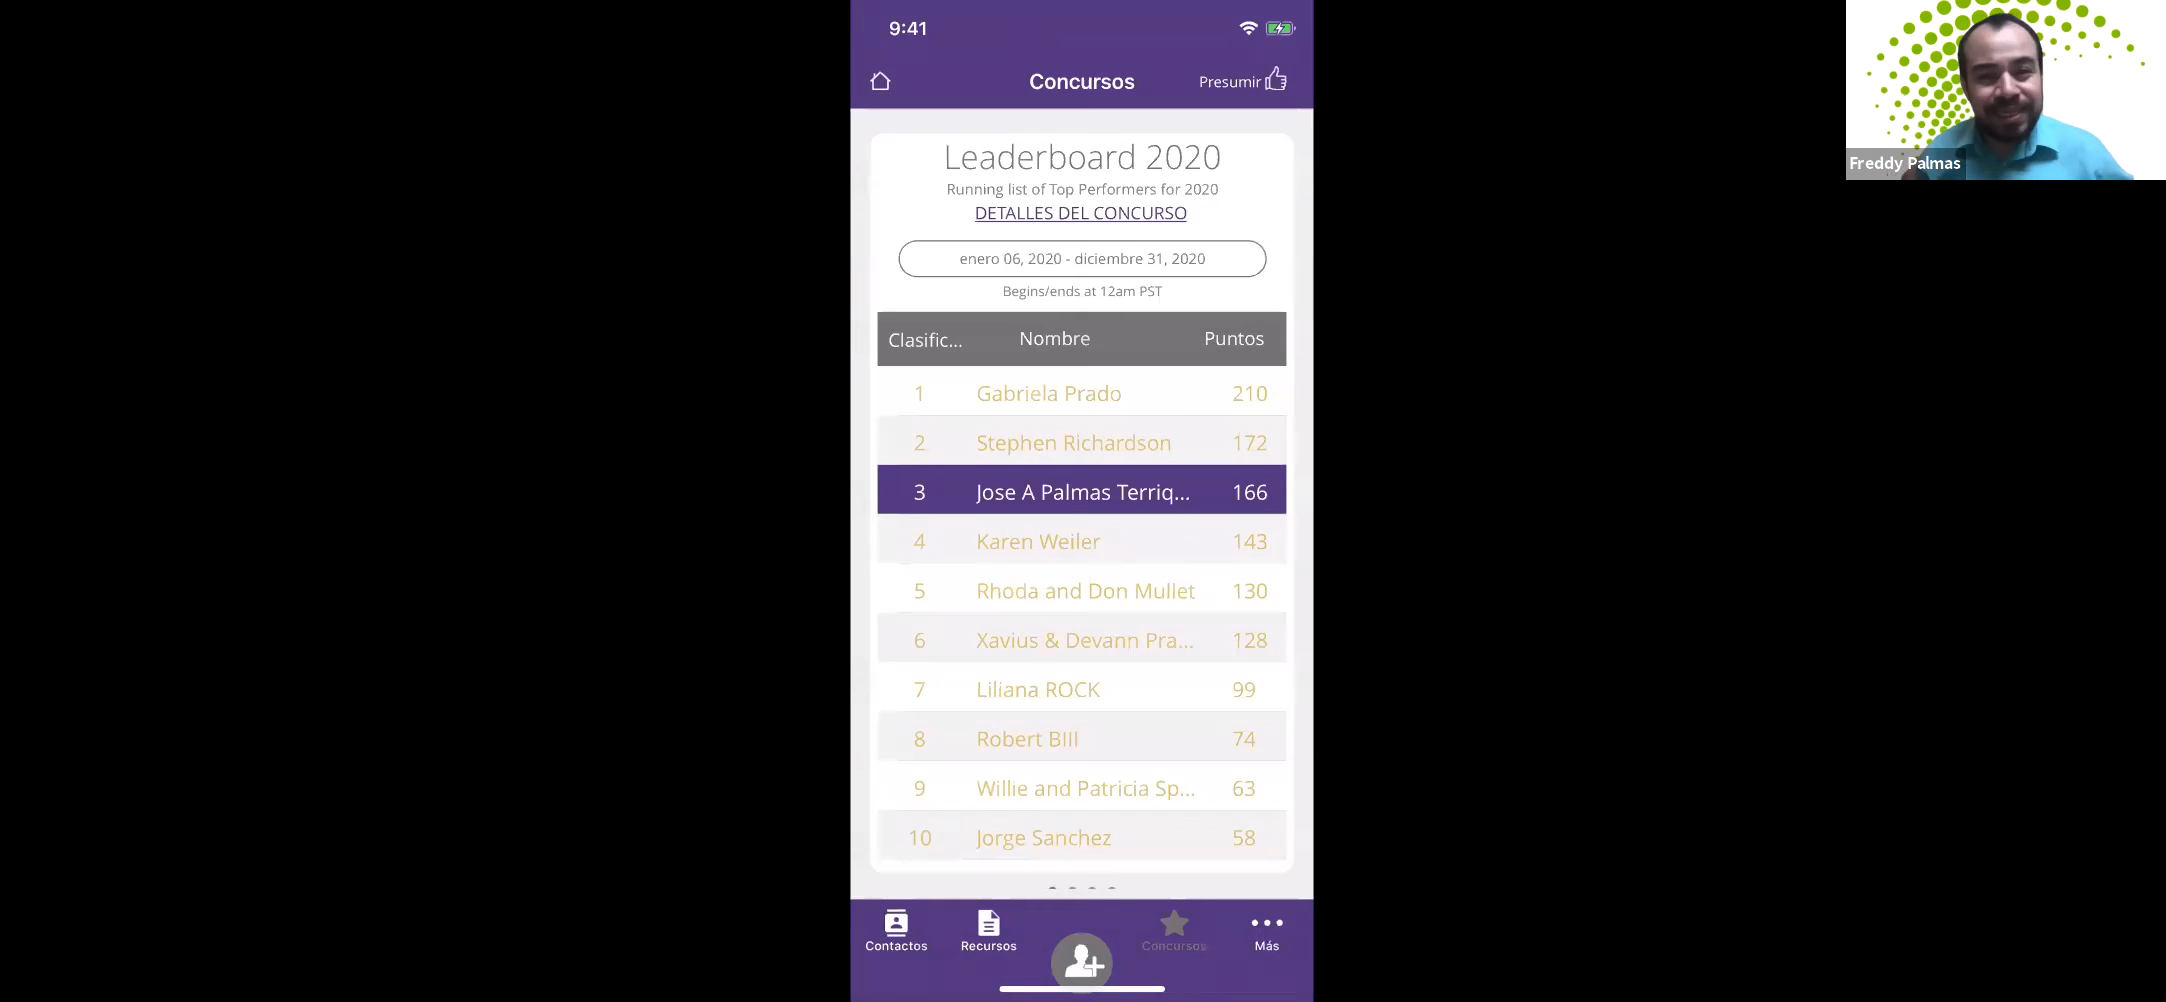 9:41
Concursos
Presumir
Leaderboard 2020
Running list of Top Performers for 2020
DETALLES DEL CONCURSO
enero 06, 2020 - diciembre 31, 2020
Begins/ends at 12am PST
Clasific... Nombre Puntos
1 Gabriela Prado 210
2 Stephen Richardson 172
3 Jose A Palmas Terriq... 166
4 Karen Weiler 143
5 Rhoda and Don Mullet 130
6 Xavius & Devann Pra... 128
7 Liliana ROCK 99
8 Robert BIll 74
9 Willie and Patricia Sp... 63
10 Jorge Sanchez 58
Contactos Recursos Concursos Más
Freddy Palmas